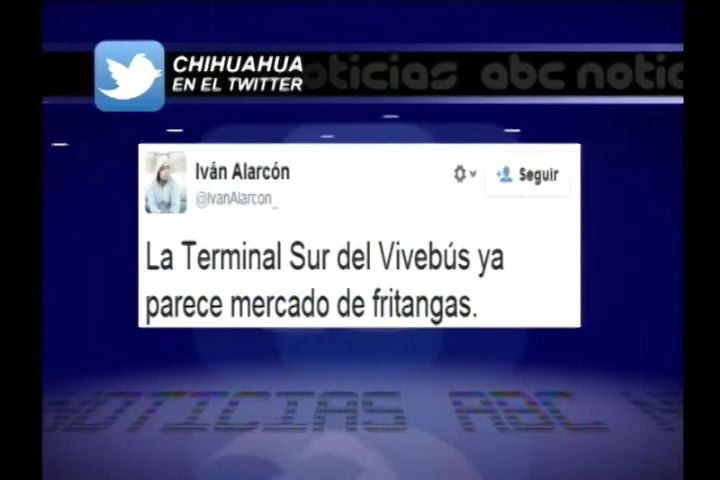 CHIHUAHUA
EN EL TWITTER
noticias abc notic
Iván Alarcón
@IvanAlarcon_
Seguir
La Terminal Sur del Vivebús ya
parece mercado de fritangas.
NOTICIAS ABC N